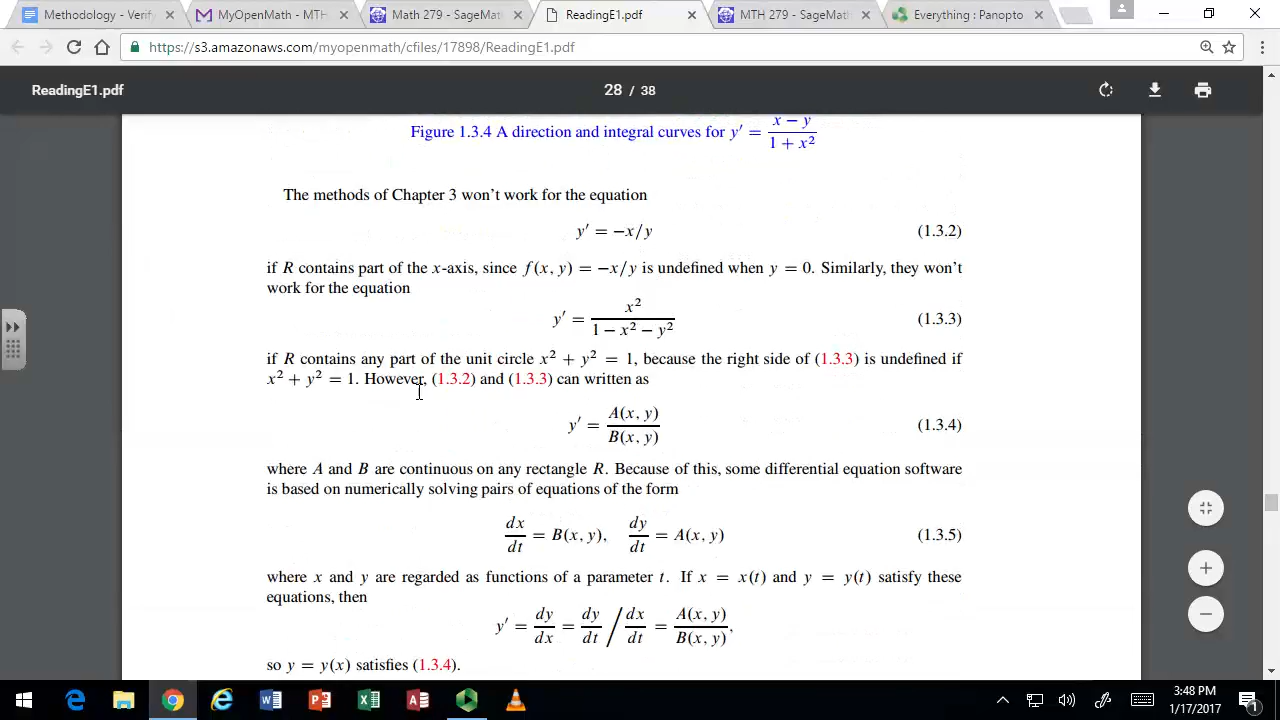 Methodology - Verify
MyOpenMath - MTH
Math 279 - SageMath
ReadingE1.pdf
MTH 279 - SageMath
Everything : Panopto
https://s3.amazonaws.com/myopenmath/cfiles/17898/ReadingE1.pdf
ReadingE1.pdf
28 / 38
Figure 1.3.4 A direction and integral curves for y′ = (x − y)/(1 + x²)
The methods of Chapter 3 won't work for the equation
y′ = −x/y (1.3.2)
if R contains part of the x-axis, since f(x, y) = −x/y is undefined when y = 0. Similarly, they won't
work for the equation
y′ = x²/(1 − x² − y²) (1.3.3)
if R contains any part of the unit circle x² + y² = 1, because the right side of (1.3.3) is undefined if
x² + y² = 1. However, (1.3.2) and (1.3.3) can written as
y′ = A(x, y)/B(x, y) (1.3.4)
where A and B are continuous on any rectangle R. Because of this, some differential equation software
is based on numerically solving pairs of equations of the form
dx/dt = B(x, y), dy/dt = A(x, y) (1.3.5)
where x and y are regarded as functions of a parameter t. If x = x(t) and y = y(t) satisfy these
equations, then
y′ = dy/dx = dy/dt / dx/dt = A(x, y)/B(x, y),
so y = y(x) satisfies (1.3.4).
3:48 PM
1/17/2017
1